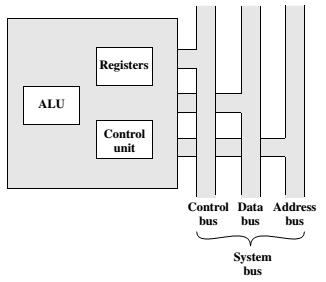 Registers
ALU
Control
unit
Control Data Address
bus bus bus
System
bus